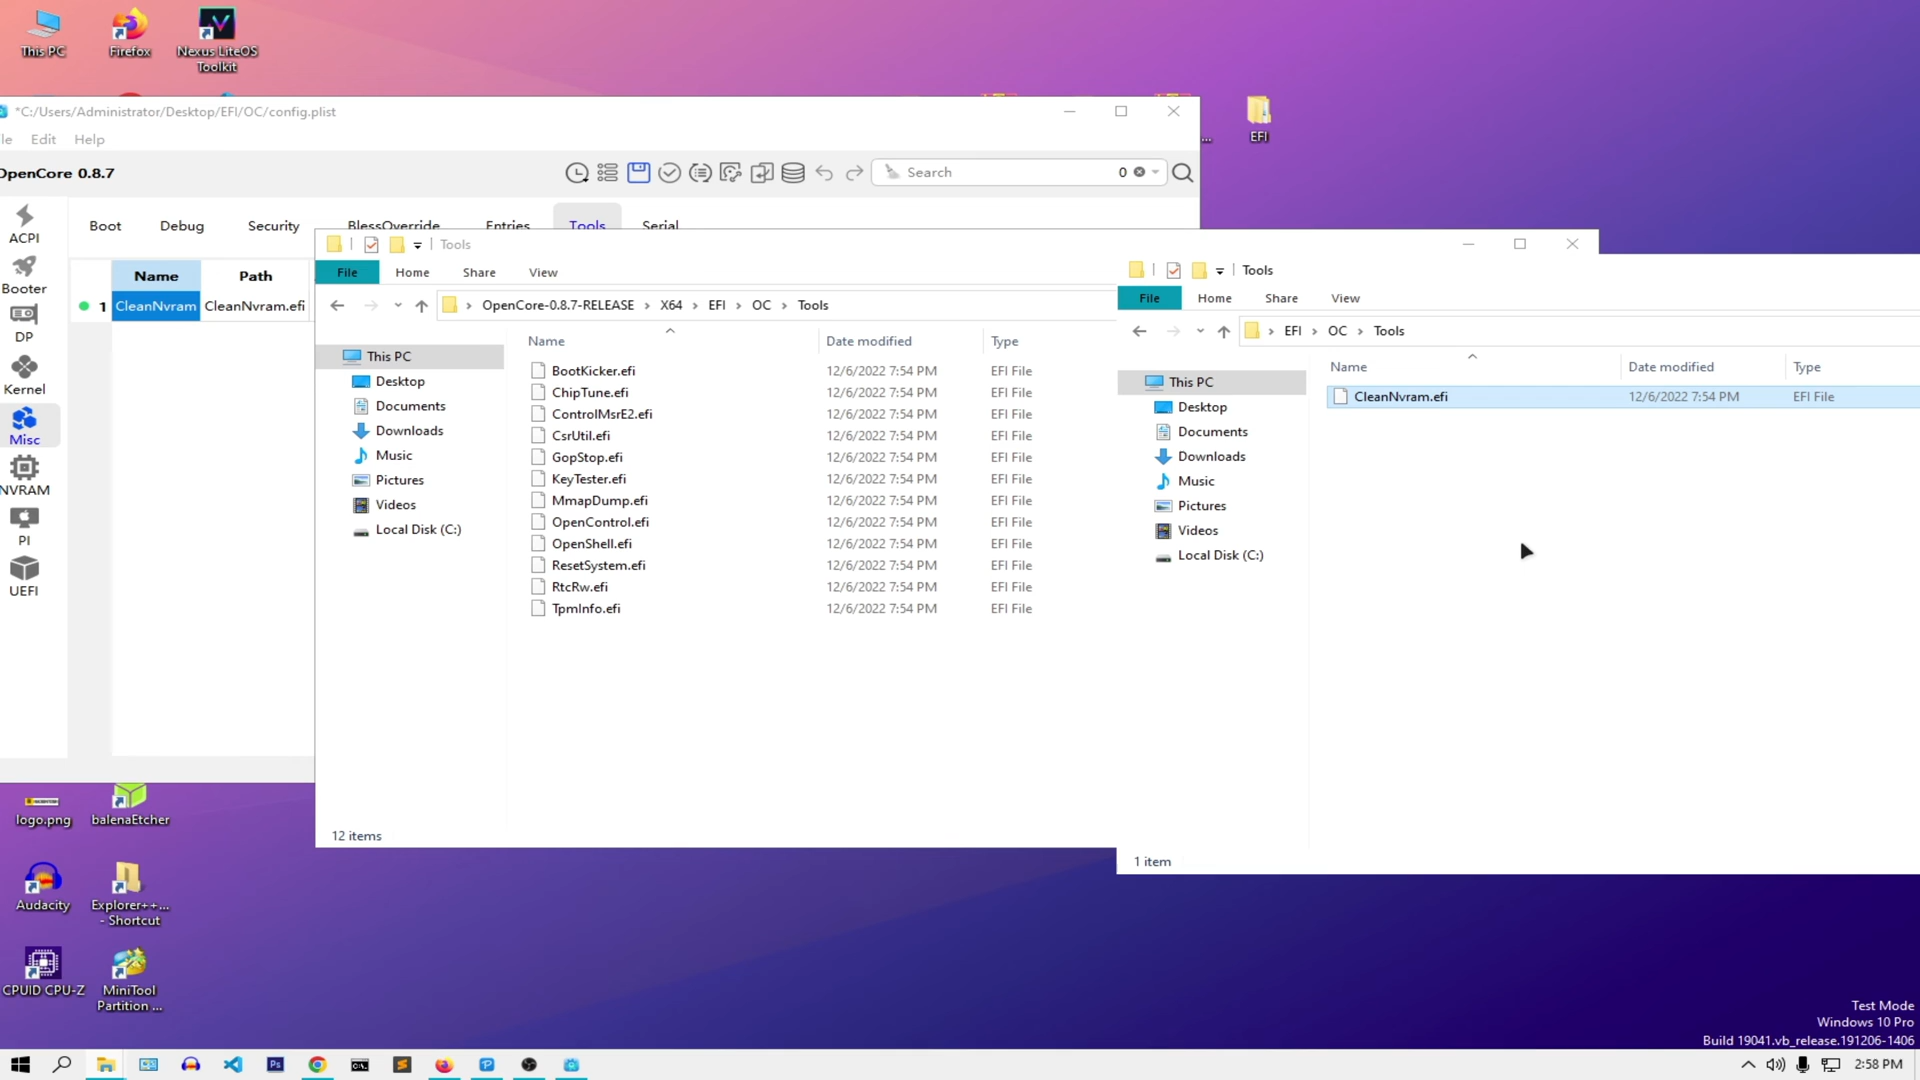 This PC
Firefox
Nexus LiteOS
Toolkit
EFI
*C:/Users/Administrator/Desktop/EFI/OC/config.plist
le Edit Help
OpenCore 0.8.7
Search 0
ACPI
Booter
DP
Kernel
Misc
NVRAM
PI
UEFI
Boot Debug Security BlessOverride Entries Tools Serial
Name Path
1 CleanNvram CleanNvram.efi
Tools
File Home Share View
OpenCore-0.8.7-RELEASE › X64 › EFI › OC › Tools
This PC
Desktop
Documents
Downloads
Music
Pictures
Videos
Local Disk (C:)
Name Date modified Type
BootKicker.efi 12/6/2022 7:54 PM EFI File
ChipTune.efi 12/6/2022 7:54 PM EFI File
ControlMsrE2.efi 12/6/2022 7:54 PM EFI File
CsrUtil.efi 12/6/2022 7:54 PM EFI File
GopStop.efi 12/6/2022 7:54 PM EFI File
KeyTester.efi 12/6/2022 7:54 PM EFI File
MmapDump.efi 12/6/2022 7:54 PM EFI File
OpenControl.efi 12/6/2022 7:54 PM EFI File
OpenShell.efi 12/6/2022 7:54 PM EFI File
ResetSystem.efi 12/6/2022 7:54 PM EFI File
RtcRw.efi 12/6/2022 7:54 PM EFI File
TpmInfo.efi 12/6/2022 7:54 PM EFI File
12 items
Tools
File Home Share View
EFI › OC › Tools
This PC
Desktop
Documents
Downloads
Music
Pictures
Videos
Local Disk (C:)
Name Date modified Type
CleanNvram.efi 12/6/2022 7:54 PM EFI File
1 item
logo.png
balenaEtcher
Audacity
Explorer++...
- Shortcut
CPUID CPU-Z
MiniTool
Partition ...
Test Mode
Windows 10 Pro
Build 19041.vb_release.191206-1406
2:58 PM